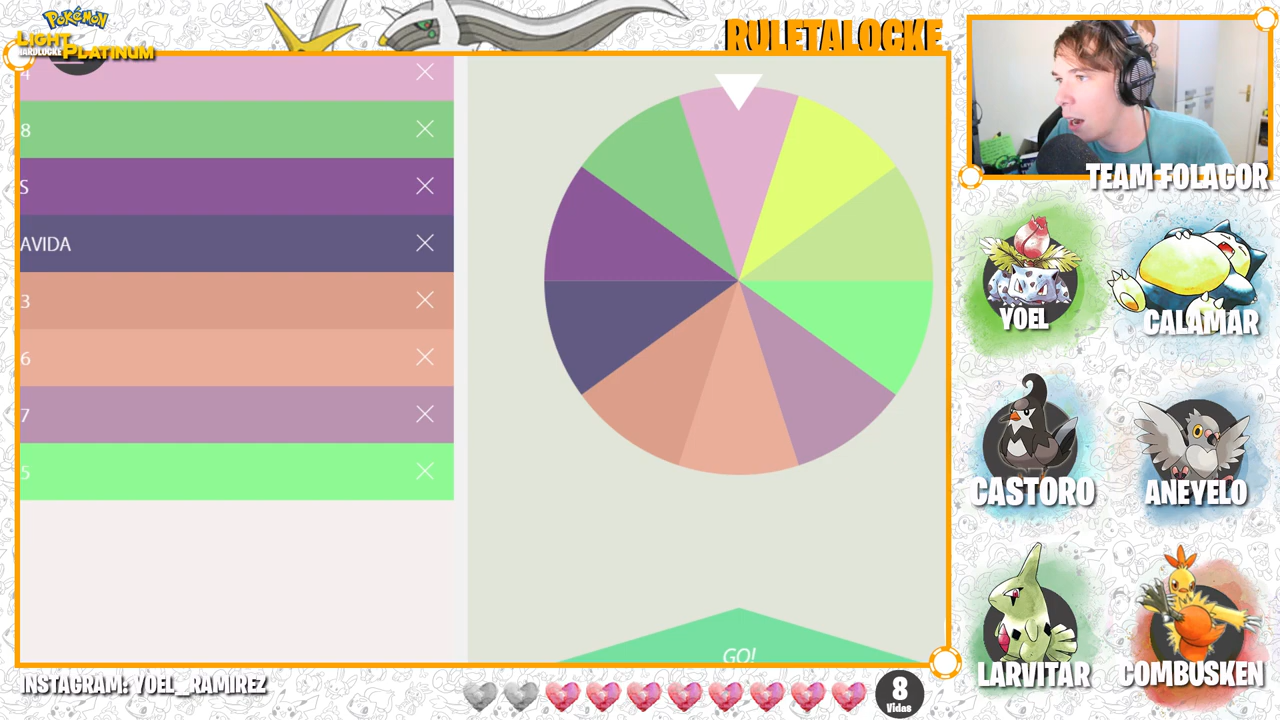 Pokémon
LIGHT
HARDLOCKE PLATINUM
RULETALOCKE
4
8
S
AVIDA
3
6
7
5
GO!
TEAM FOLAGOR
YOEL
CALAMAR
CASTORO
ANEYELO
LARVITAR
COMBUSKEN
INSTAGRAM: YOEL_RAMIREZ
8
Vidas